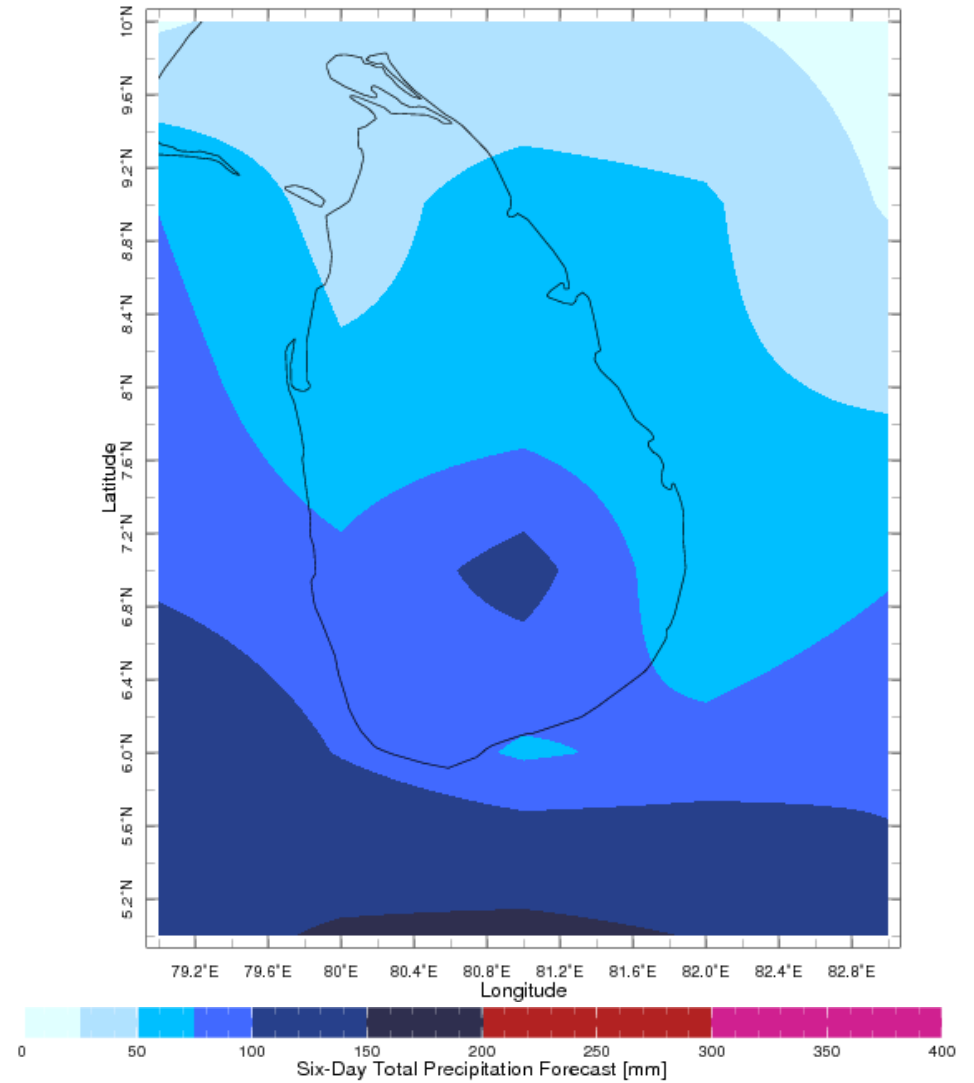 10°N
9.6°N
9.2°N
8.8°N
8.4°N
8°N
7.6°N
7.2°N
6.8°N
6.4°N
6.0°N
5.6°N
5.2°N
Latitude
79.2°E 79.6°E 80°E 80.4°E 80.8°E 81.2°E 81.6°E 82.0°E 82.4°E 82.8°E
Longitude
0 50 100 150 200 250 300 350 400
Six-Day Total Precipitation Forecast [mm]